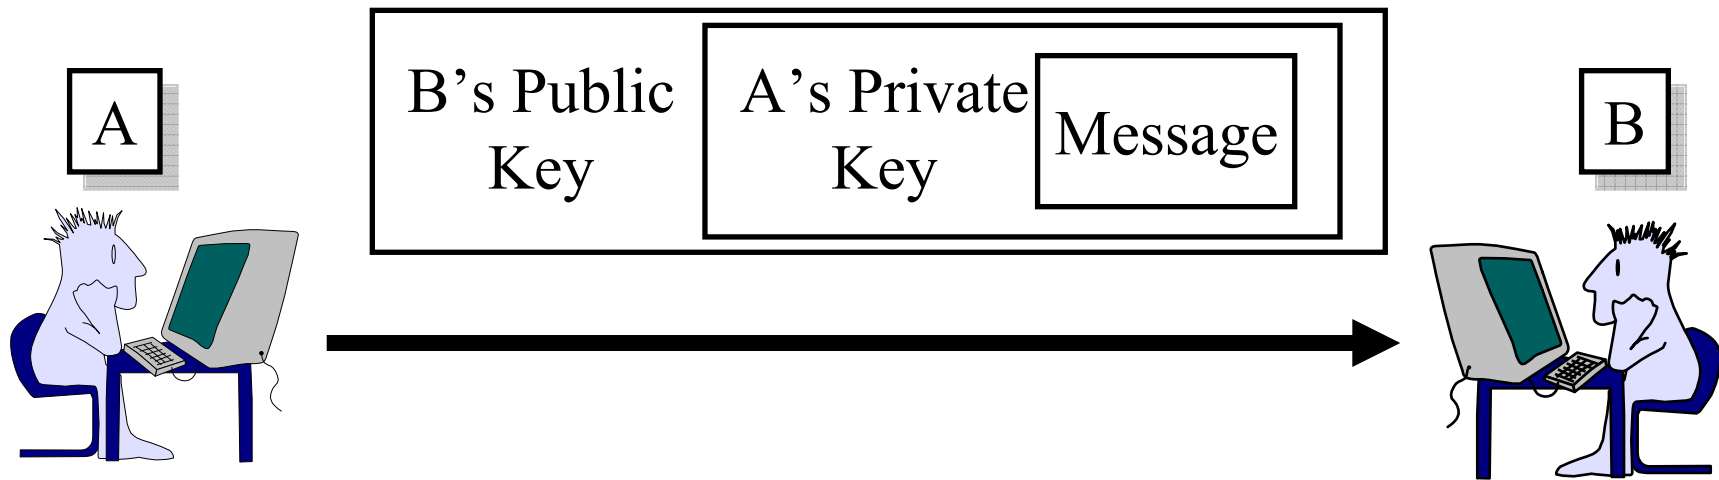 A
B’s Public
Key
A’s Private
Key
Message
B